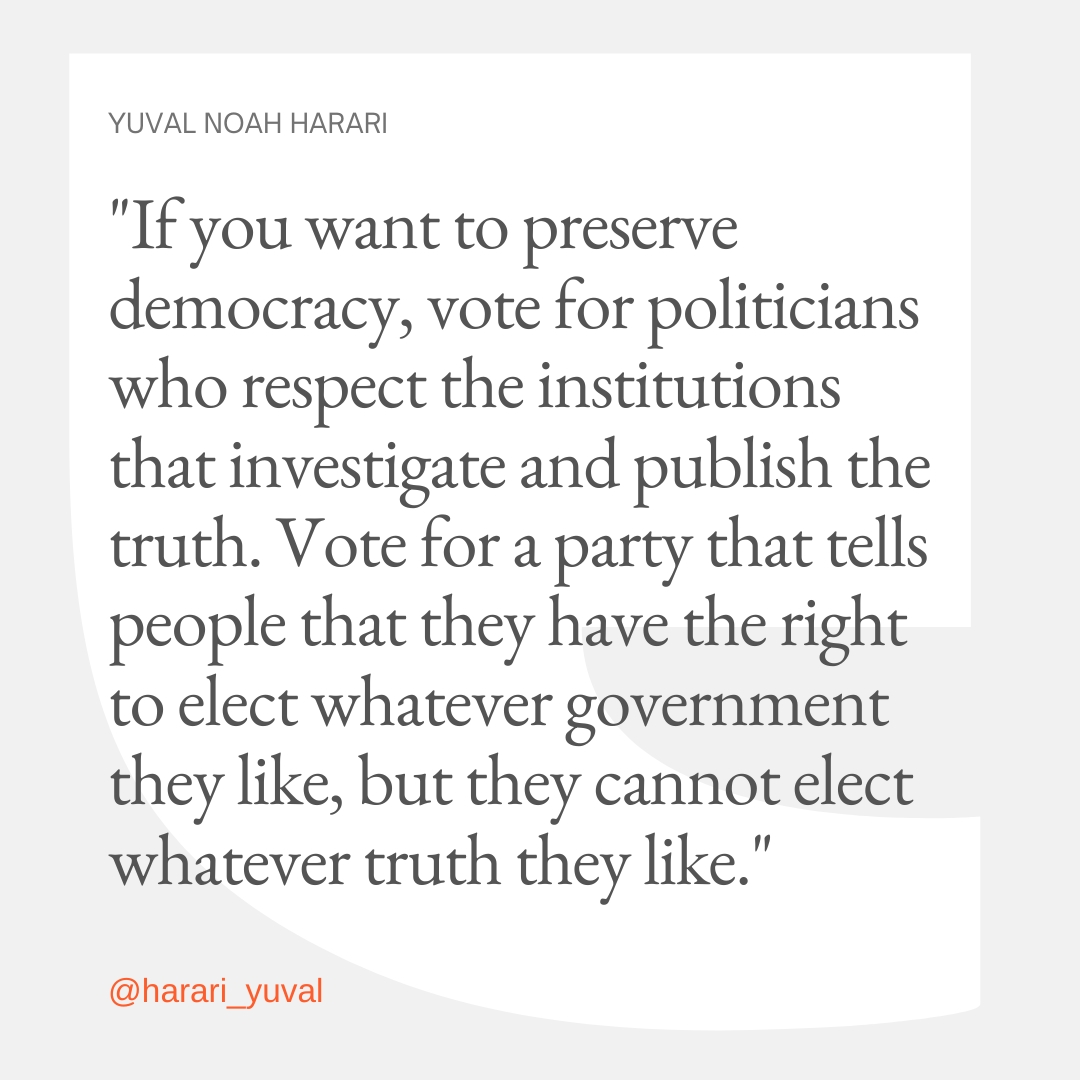 YUVAL NOAH HARARI
"If you want to preserve
democracy, vote for politicians
who respect the institutions
that investigate and publish the
truth. Vote for a party that tells
people that they have the right
to elect whatever government
they like, but they cannot elect
whatever truth they like."
@harari_yuval